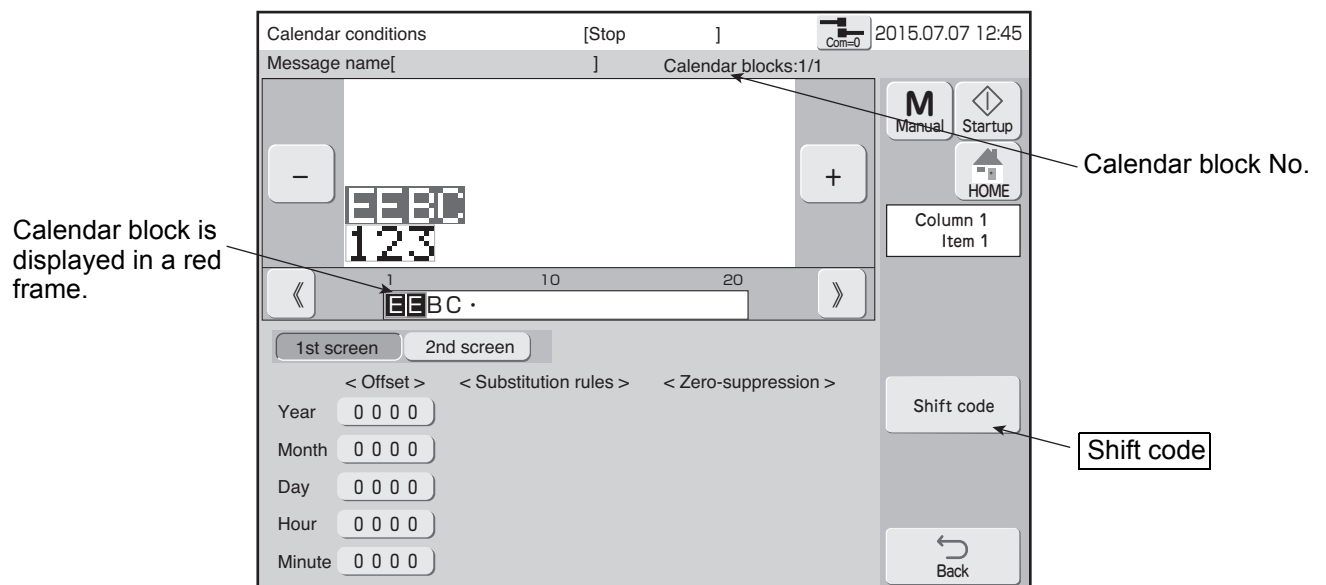 Calendar conditions [Stop ] Com=0 2015.07.07 12:45
Message name[ ] Calendar blocks:1/1
M
Manual
Startup
HOME
Calendar block No.
−
+
EEBC
123
Column 1
Item 1
Calendar block is
displayed in a red
frame.
《
1 10 20
》
EEBC・
1st screen 2nd screen
< Offset > < Substitution rules > < Zero-suppression >
Year 0 0 0 0
Month 0 0 0 0
Day 0 0 0 0
Hour 0 0 0 0
Minute 0 0 0 0
Shift code
Shift code
Back